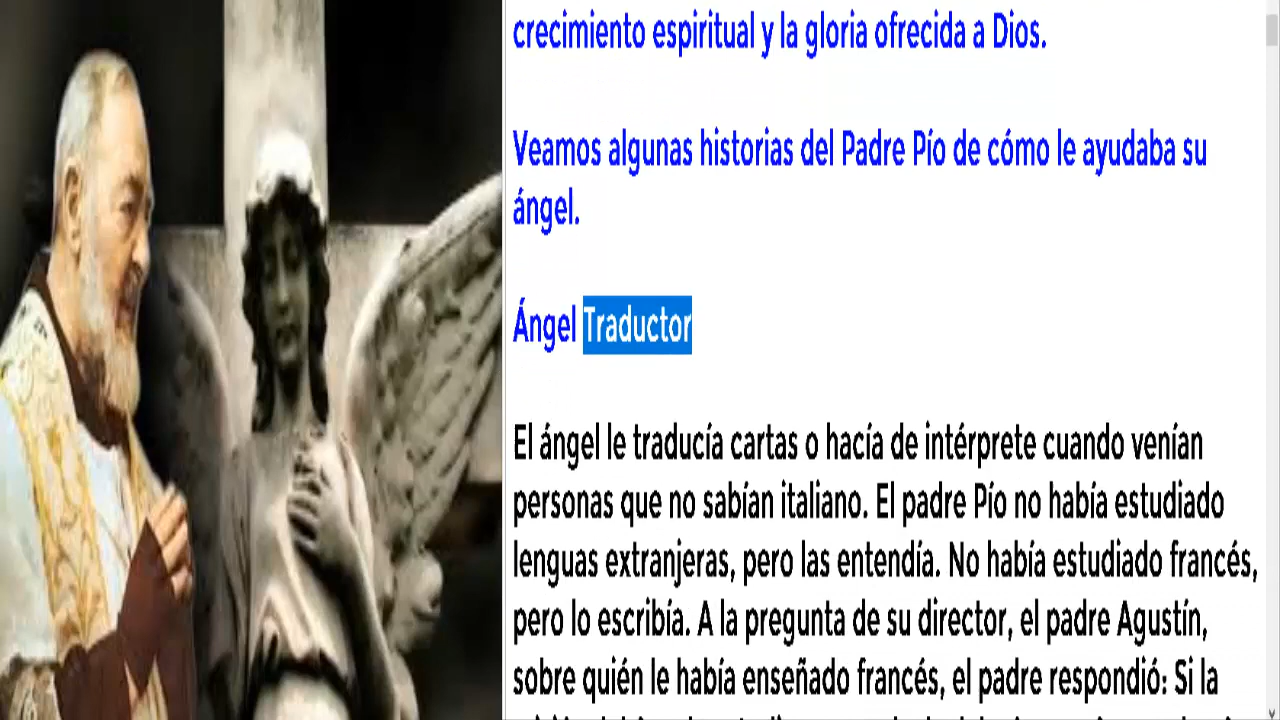 crecimiento espiritual y la gloria ofrecida a Dios.
Veamos algunas historias del Padre Pío de cómo le ayudaba su
ángel.
Ángel Traductor
El ángel le traducía cartas o hacía de intérprete cuando venían
personas que no sabían italiano. El padre Pío no había estudiado
lenguas extranjeras, pero las entendía. No había estudiado francés,
pero lo escribía. A la pregunta de su director, el padre Agustín,
sobre quién le había enseñado francés, el padre respondió: Si la